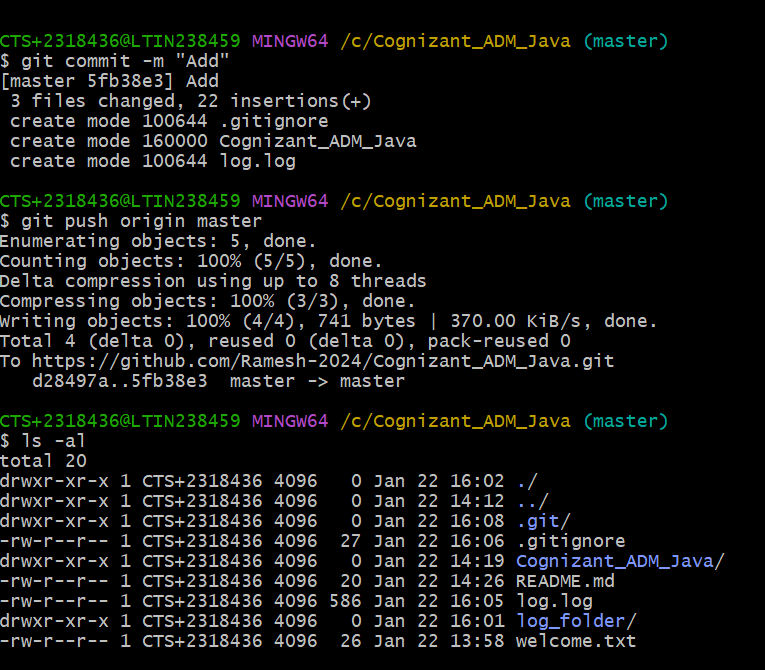 CTS+2318436@LTIN238459 MINGW64 /c/Cognizant_ADM_Java (master)
$ git commit -m "Add"
[master 5fb38e3] Add
 3 files changed, 22 insertions(+)
 create mode 100644 .gitignore
 create mode 160000 Cognizant_ADM_Java
 create mode 100644 log.log
CTS+2318436@LTIN238459 MINGW64 /c/Cognizant_ADM_Java (master)
$ git push origin master
Enumerating objects: 5, done.
Counting objects: 100% (5/5), done.
Delta compression using up to 8 threads
Compressing objects: 100% (3/3), done.
Writing objects: 100% (4/4), 741 bytes | 370.00 KiB/s, done.
Total 4 (delta 0), reused 0 (delta 0), pack-reused 0
To https://github.com/Ramesh-2024/Cognizant_ADM_Java.git
   d28497a..5fb38e3  master -> master
CTS+2318436@LTIN238459 MINGW64 /c/Cognizant_ADM_Java (master)
$ ls -al
total 20
drwxr-xr-x 1 CTS+2318436 4096   0 Jan 22 16:02 ./
drwxr-xr-x 1 CTS+2318436 4096   0 Jan 22 14:12 ../
drwxr-xr-x 1 CTS+2318436 4096   0 Jan 22 16:08 .git/
-rw-r--r-- 1 CTS+2318436 4096  27 Jan 22 16:06 .gitignore
drwxr-xr-x 1 CTS+2318436 4096   0 Jan 22 14:19 Cognizant_ADM_Java/
-rw-r--r-- 1 CTS+2318436 4096  20 Jan 22 14:26 README.md
-rw-r--r-- 1 CTS+2318436 4096 586 Jan 22 16:05 log.log
drwxr-xr-x 1 CTS+2318436 4096   0 Jan 22 16:01 log_folder/
-rw-r--r-- 1 CTS+2318436 4096  26 Jan 22 13:58 welcome.txt